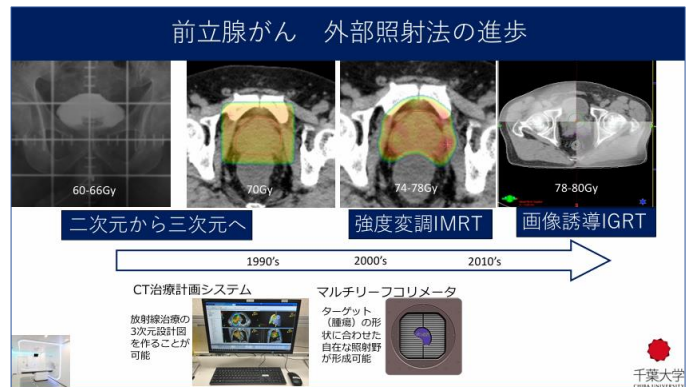 前立腺がん　外部照射法の進歩
60-66Gy
70Gy
74-78Gy
78-80Gy
二次元から三次元へ
強度変調IMRT
画像誘導IGRT
1990’s
2000’s
2010’s
CT治療計画システム
放射線治療の
3次元設計図
を作ることが
可能
マルチリーフコリメータ
ターゲット
（腫瘍）の形
状に合わせた
自在な照射野
が形成可能
千葉大学
CHIBA UNIVERSITY